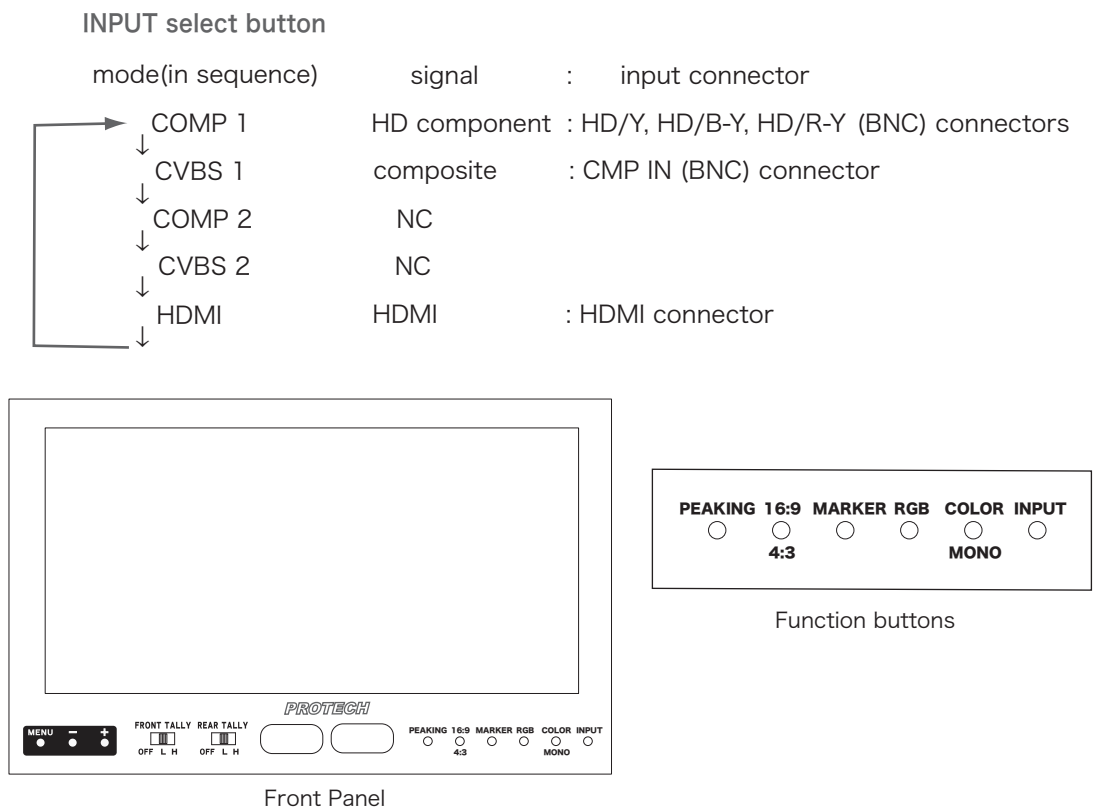 INPUT select button
mode(in sequence) signal : input connector
COMP 1 HD component : HD/Y, HD/B-Y, HD/R-Y (BNC) connectors
↓
CVBS 1 composite : CMP IN (BNC) connector
↓
COMP 2 NC
↓
CVBS 2 NC
↓
HDMI HDMI : HDMI connector
↓
PEAKING 16:9 MARKER RGB COLOR INPUT
4:3 MONO
Function buttons
PROTECH
MENU − +
FRONT TALLY REAR TALLY
OFF L H OFF L H
PEAKING 16:9 MARKER RGB COLOR INPUT
4:3 MONO
Front Panel